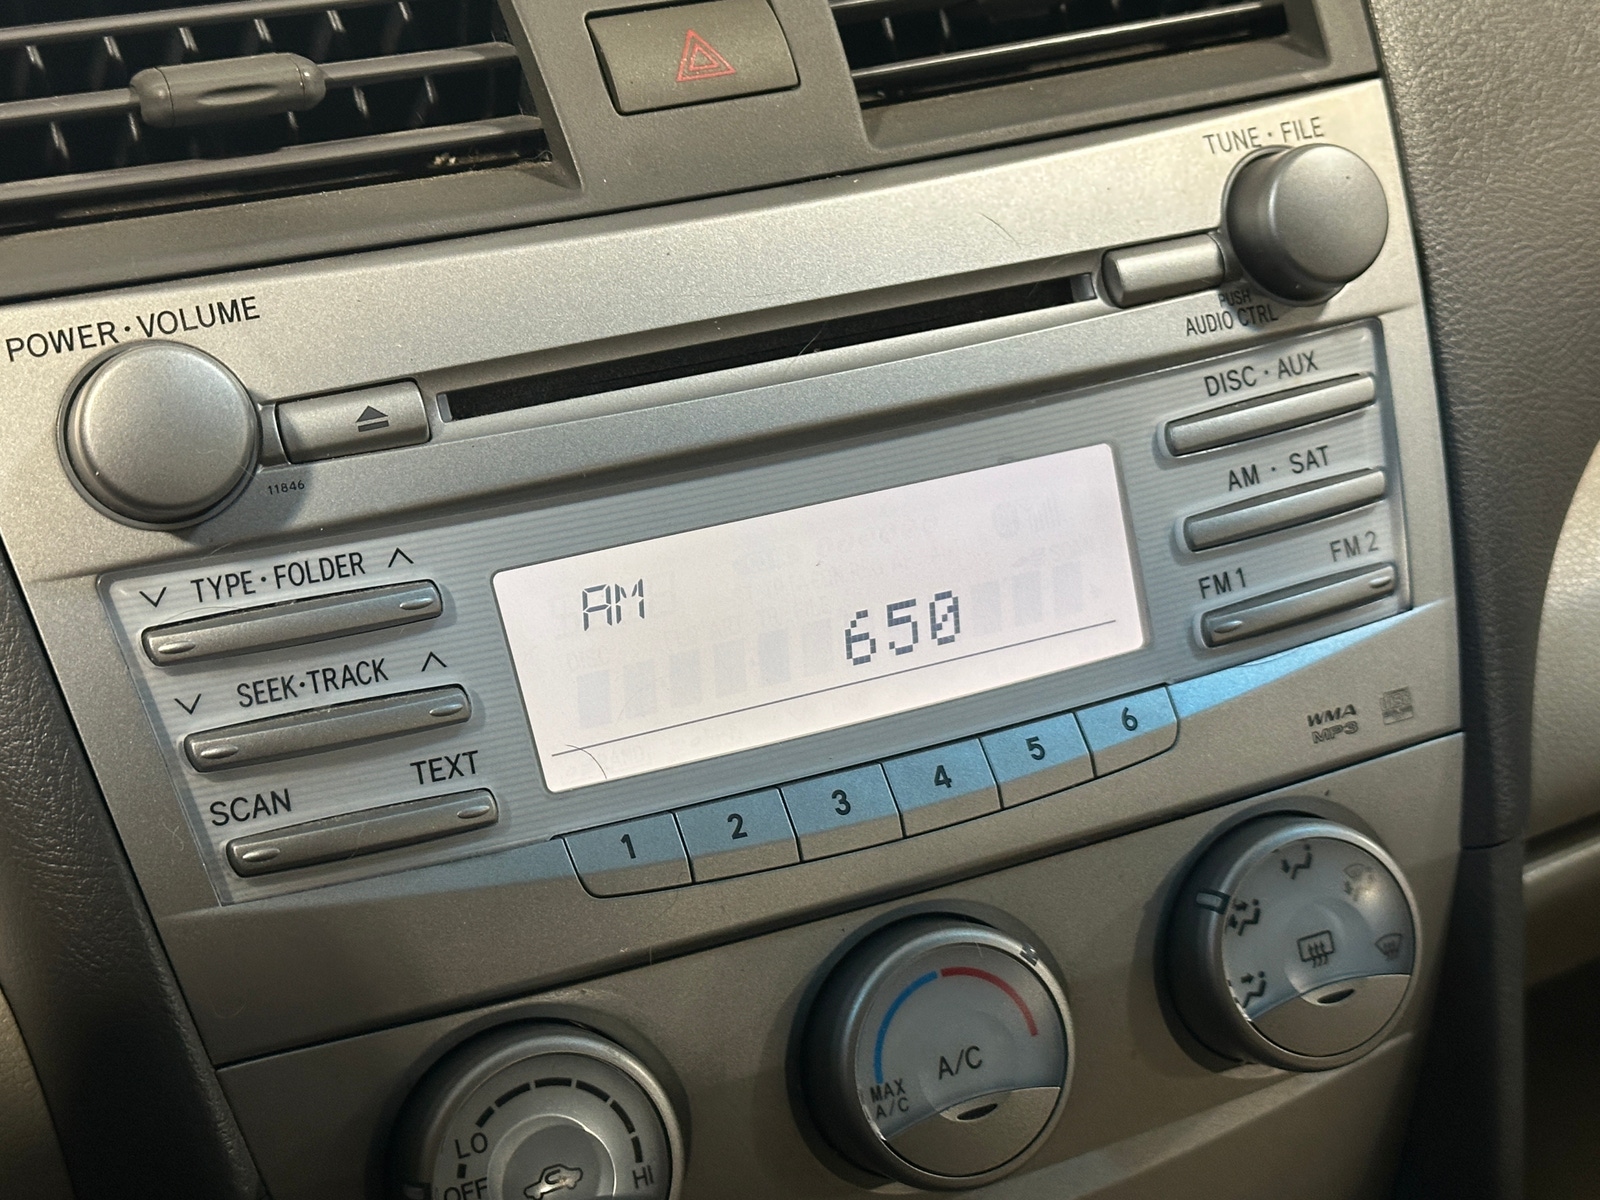 TUNE · FILE
POWER · VOLUME
PUSH
AUDIO CTRL
11846
DISC · AUX
AM · SAT
FM 1 FM 2
∨ TYPE · FOLDER ∧
∨ SEEK · TRACK ∧
SCAN TEXT
AM 650
1 2 3 4 5 6
WMA
MP3
A/C
MAX
A/C
LO
OFF
HI